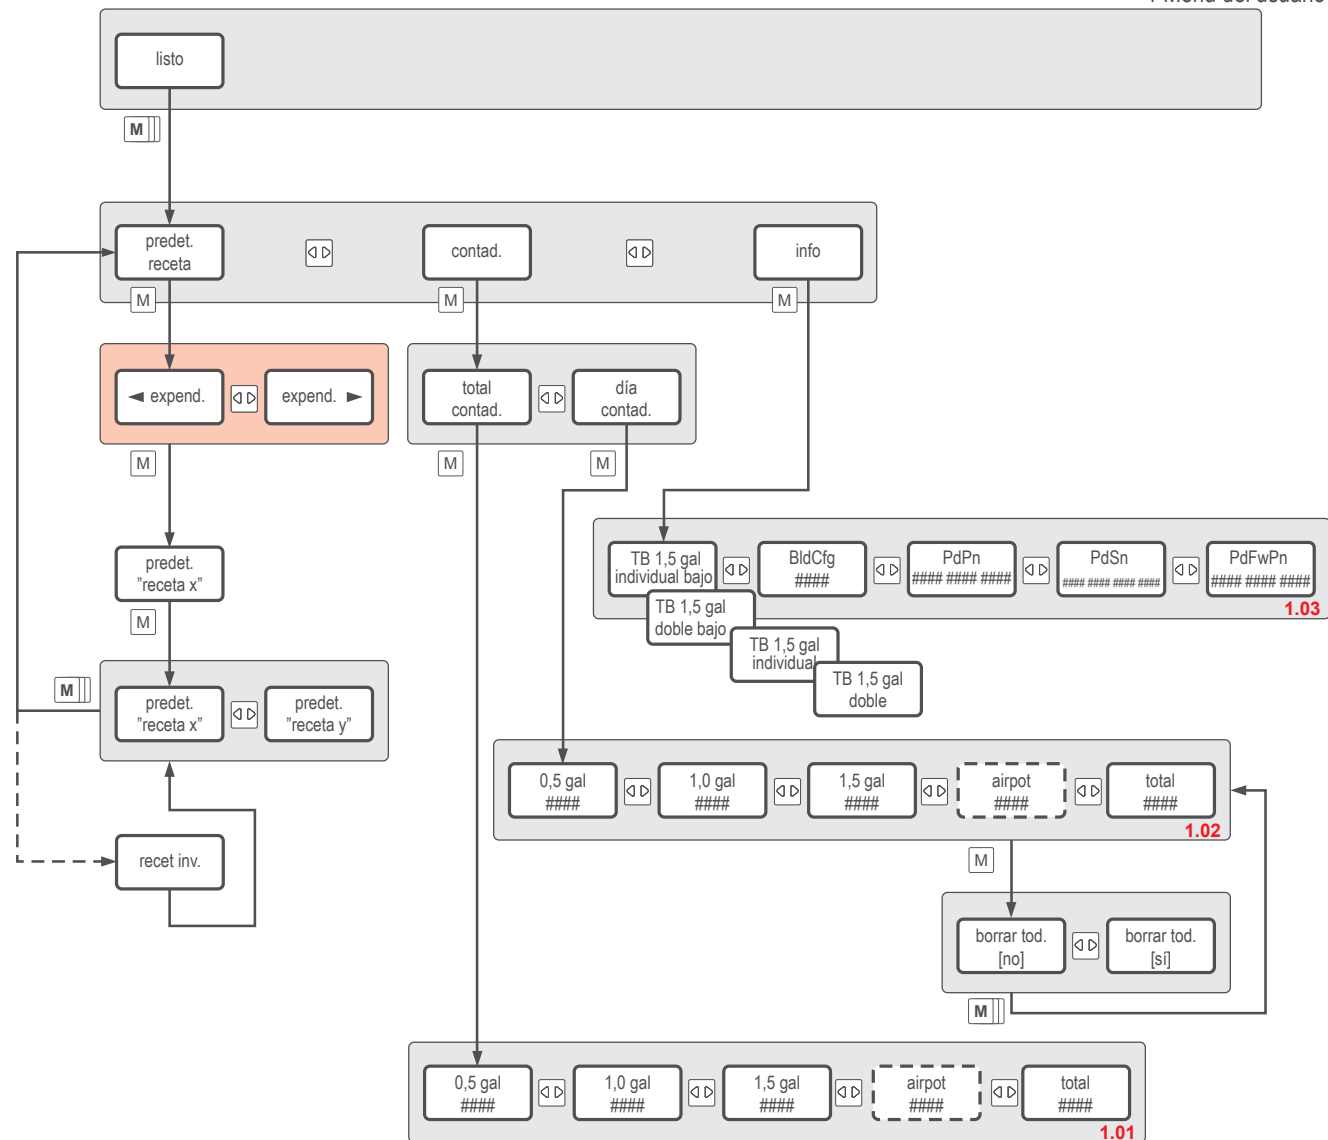 listo
M
predet.
receta
contad.
info
M
M
M
expend.
expend.
total
contad.
día
contad.
M
M
M
TB 1,5 gal
individual bajo
BldCfg
####
PdPn
#### #### ####
PdSn
#### #### #### ####
PdFwPn
#### #### ####
1.03
predet.
”receta x”
TB 1,5 gal
doble bajo
M
TB 1,5 gal
individual
TB 1,5 gal
doble
M
predet.
”receta x”
predet.
”receta y”
0,5 gal
####
1,0 gal
####
1,5 gal
####
airpot
####
total
####
1.02
recet inv.
M
borrar tod.
[no]
borrar tod.
[sí]
M
0,5 gal
####
1,0 gal
####
1,5 gal
####
airpot
####
total
####
1.01